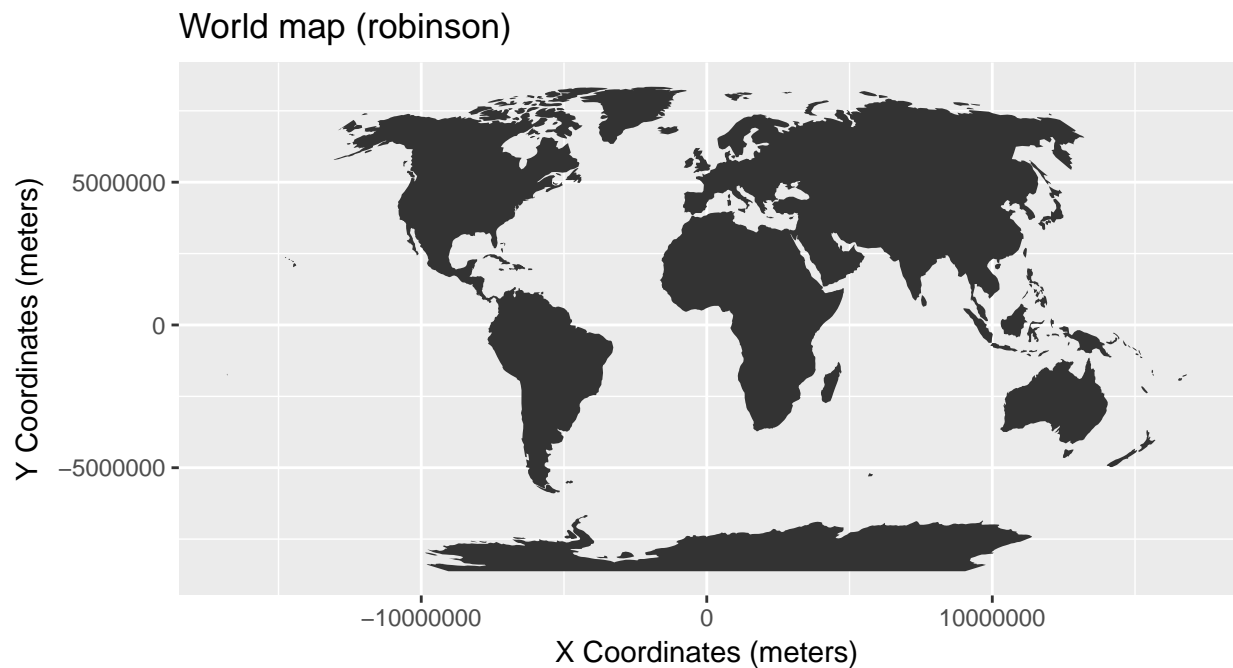 World map (robinson)
Y Coordinates (meters)
5000000
0
−5000000
−10000000 0 10000000
X Coordinates (meters)